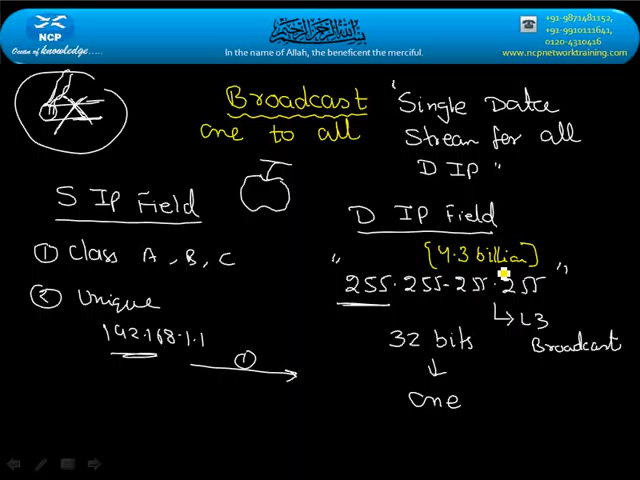 NCP
Ocean of knowledge.....
In the name of Allah, the beneficent the merciful.
+91-9871481152,
+91-9910111641,
0120-4310416
www.ncpnetworktraining.com
Broadcast
one to all
"Single Data
Stream for all
D IP"
S IP Field
① Class A, B, C
② Unique
192.168.1.1
①
D IP Field
[4.3 billion]
"255.255.255.255"
L3
Broadcast
32 bits
one